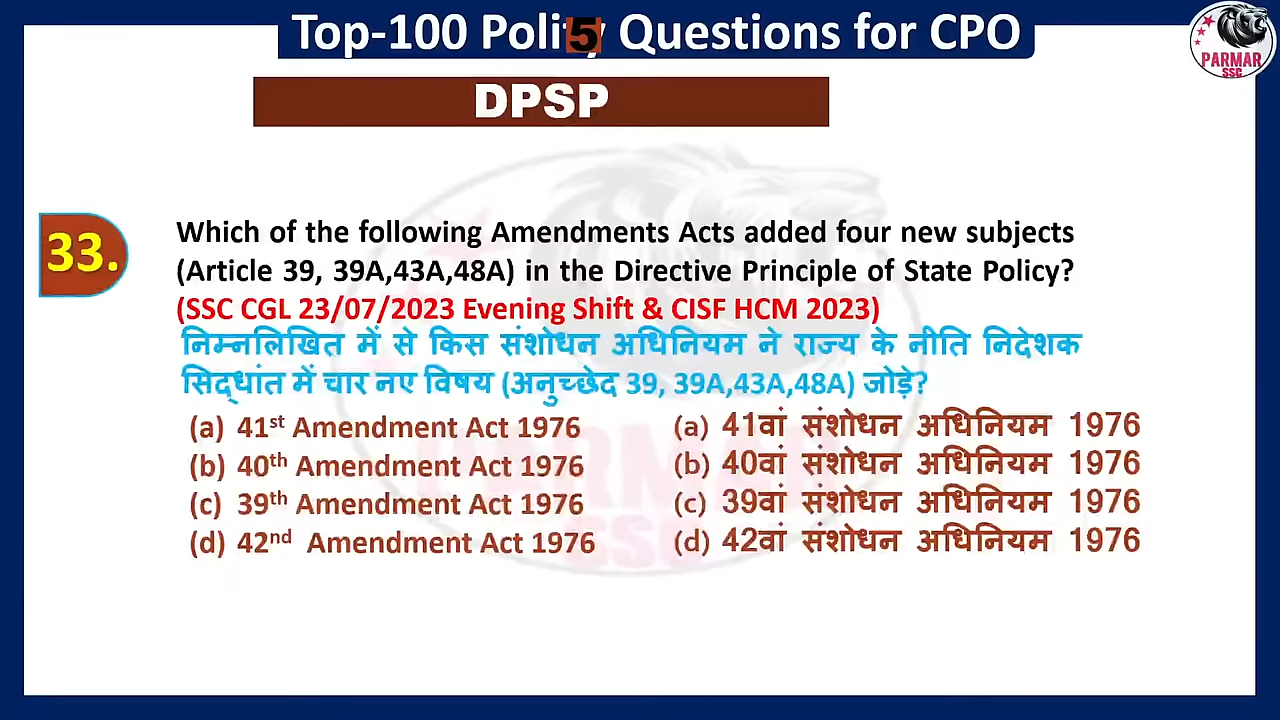 Top-100 Polity Questions for CPO
5
PARMAR
SSC
DPSP
33.
Which of the following Amendments Acts added four new subjects
(Article 39, 39A,43A,48A) in the Directive Principle of State Policy?
(SSC CGL 23/07/2023 Evening Shift & CISF HCM 2023)
निम्नलिखित में से किस संशोधन अधिनियम ने राज्य के नीति निदेशक
सिद्धांत में चार नए विषय (अनुच्छेद 39, 39A,43A,48A) जोड़े?
(a) 41st Amendment Act 1976
(b) 40th Amendment Act 1976
(c) 39th Amendment Act 1976
(d) 42nd Amendment Act 1976
(a) 41वां संशोधन अधिनियम 1976
(b) 40वां संशोधन अधिनियम 1976
(c) 39वां संशोधन अधिनियम 1976
(d) 42वां संशोधन अधिनियम 1976
PARMAR
SSC